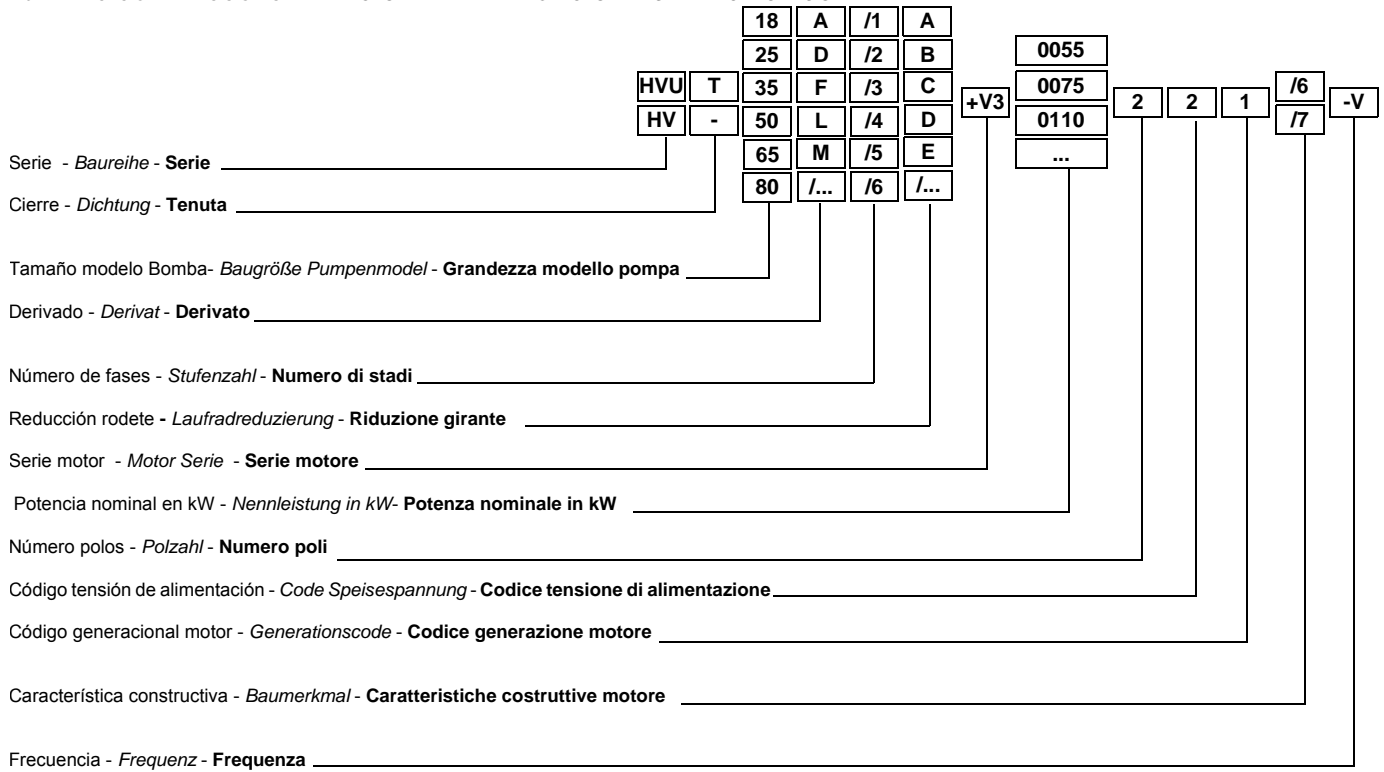 18 A /1 A
25 D /2 B 0055
HVU T 35 F /3 C +V3 0075 2 2 1 /6 -V
HV - 50 L /4 D 0110 /7
65 M /5 E ...
80 /... /6 /...
Serie - Baureihe - Serie
Cierre - Dichtung - Tenuta
Tamaño modelo Bomba- Baugröße Pumpenmodel - Grandezza modello pompa
Derivado - Derivat - Derivato
Número de fases - Stufenzahl - Numero di stadi
Reducción rodete - Laufradreduzierung - Riduzione girante
Serie motor - Motor Serie - Serie motore
Potencia nominal en kW - Nennleistung in kW- Potenza nominale in kW
Número polos - Polzahl - Numero poli
Código tensión de alimentación - Code Speisespannung - Codice tensione di alimentazione
Código generacional motor - Generationscode - Codice generazione motore
Característica constructiva - Baumerkmal - Caratteristiche costruttive motore
Frecuencia - Frequenz - Frequenza